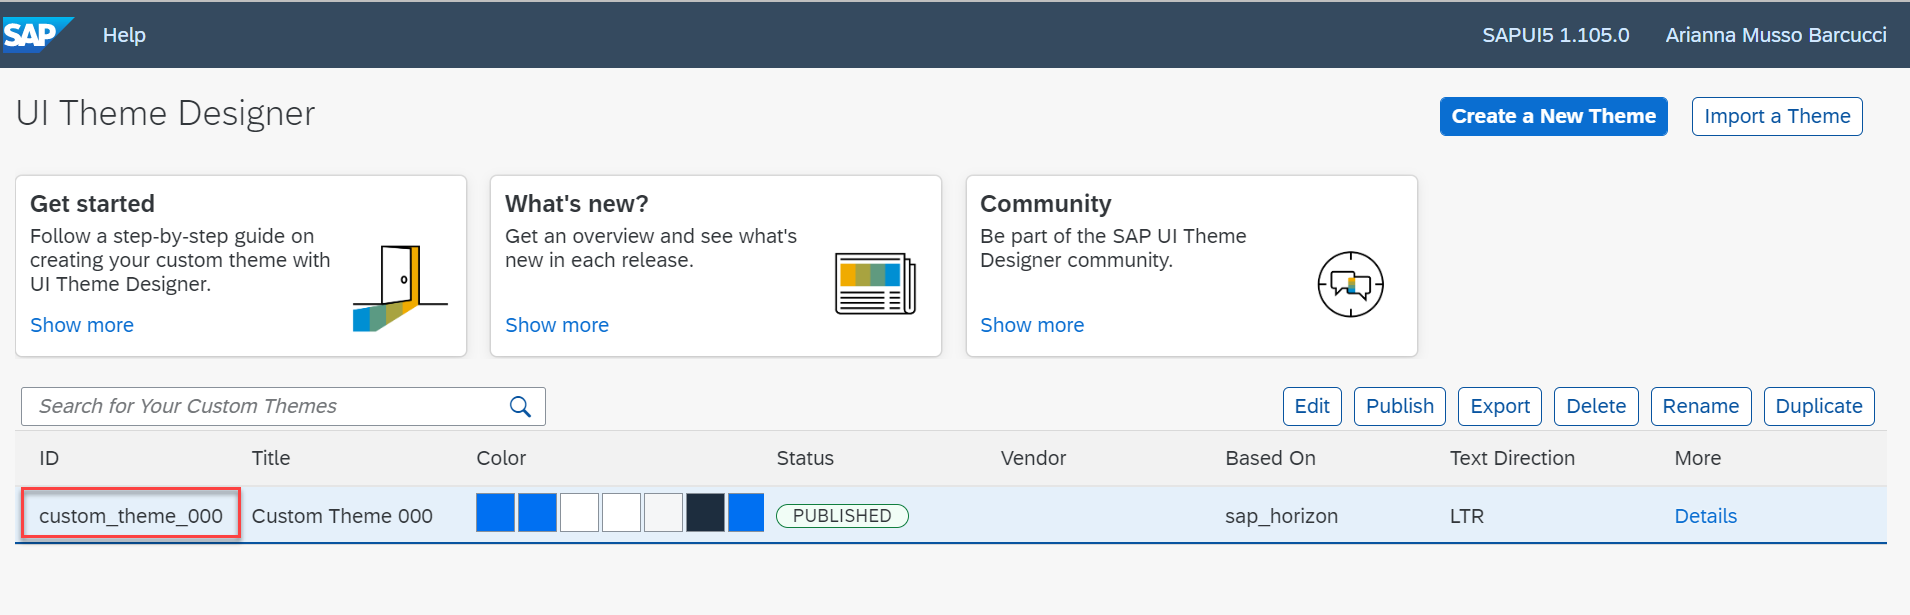 SAP Help SAPUI5 1.105.0 Arianna Musso Barcucci
UI Theme Designer
Create a New Theme Import a Theme
Get started
Follow a step-by-step guide on
creating your custom theme with
UI Theme Designer.
Show more
What's new?
Get an overview and see what's
new in each release.
Show more
Community
Be part of the SAP UI Theme
Designer community.
Show more
Search for Your Custom Themes Edit Publish Export Delete Rename Duplicate
ID Title Color Status Vendor Based On Text Direction More
custom_theme_000 Custom Theme 000 PUBLISHED sap_horizon LTR Details